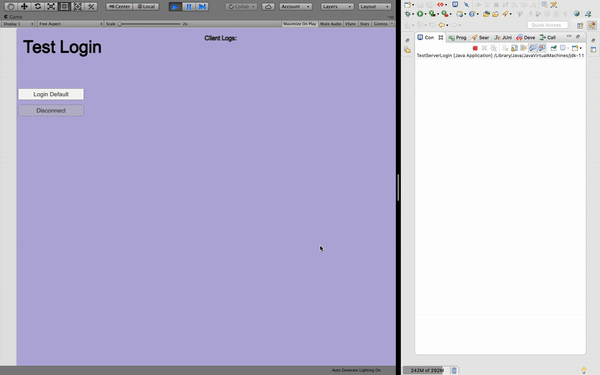 Center
Local
Collab
Account
Layers
Layout
Game
Display 1
Free Aspect
Scale
2x
Maximize On Play
Mute Audio
VSync
Stats
Gizmos
Test Login
Client Logs:
Login Default
Disconnect
Auto Generate Lighting On
Quick Access
Con
Prog
Sear
JUni
Deve
Call
TestServerLogin [Java Application] /Library/Java/JavaVirtualMachines/jdk-11
242M of 292M